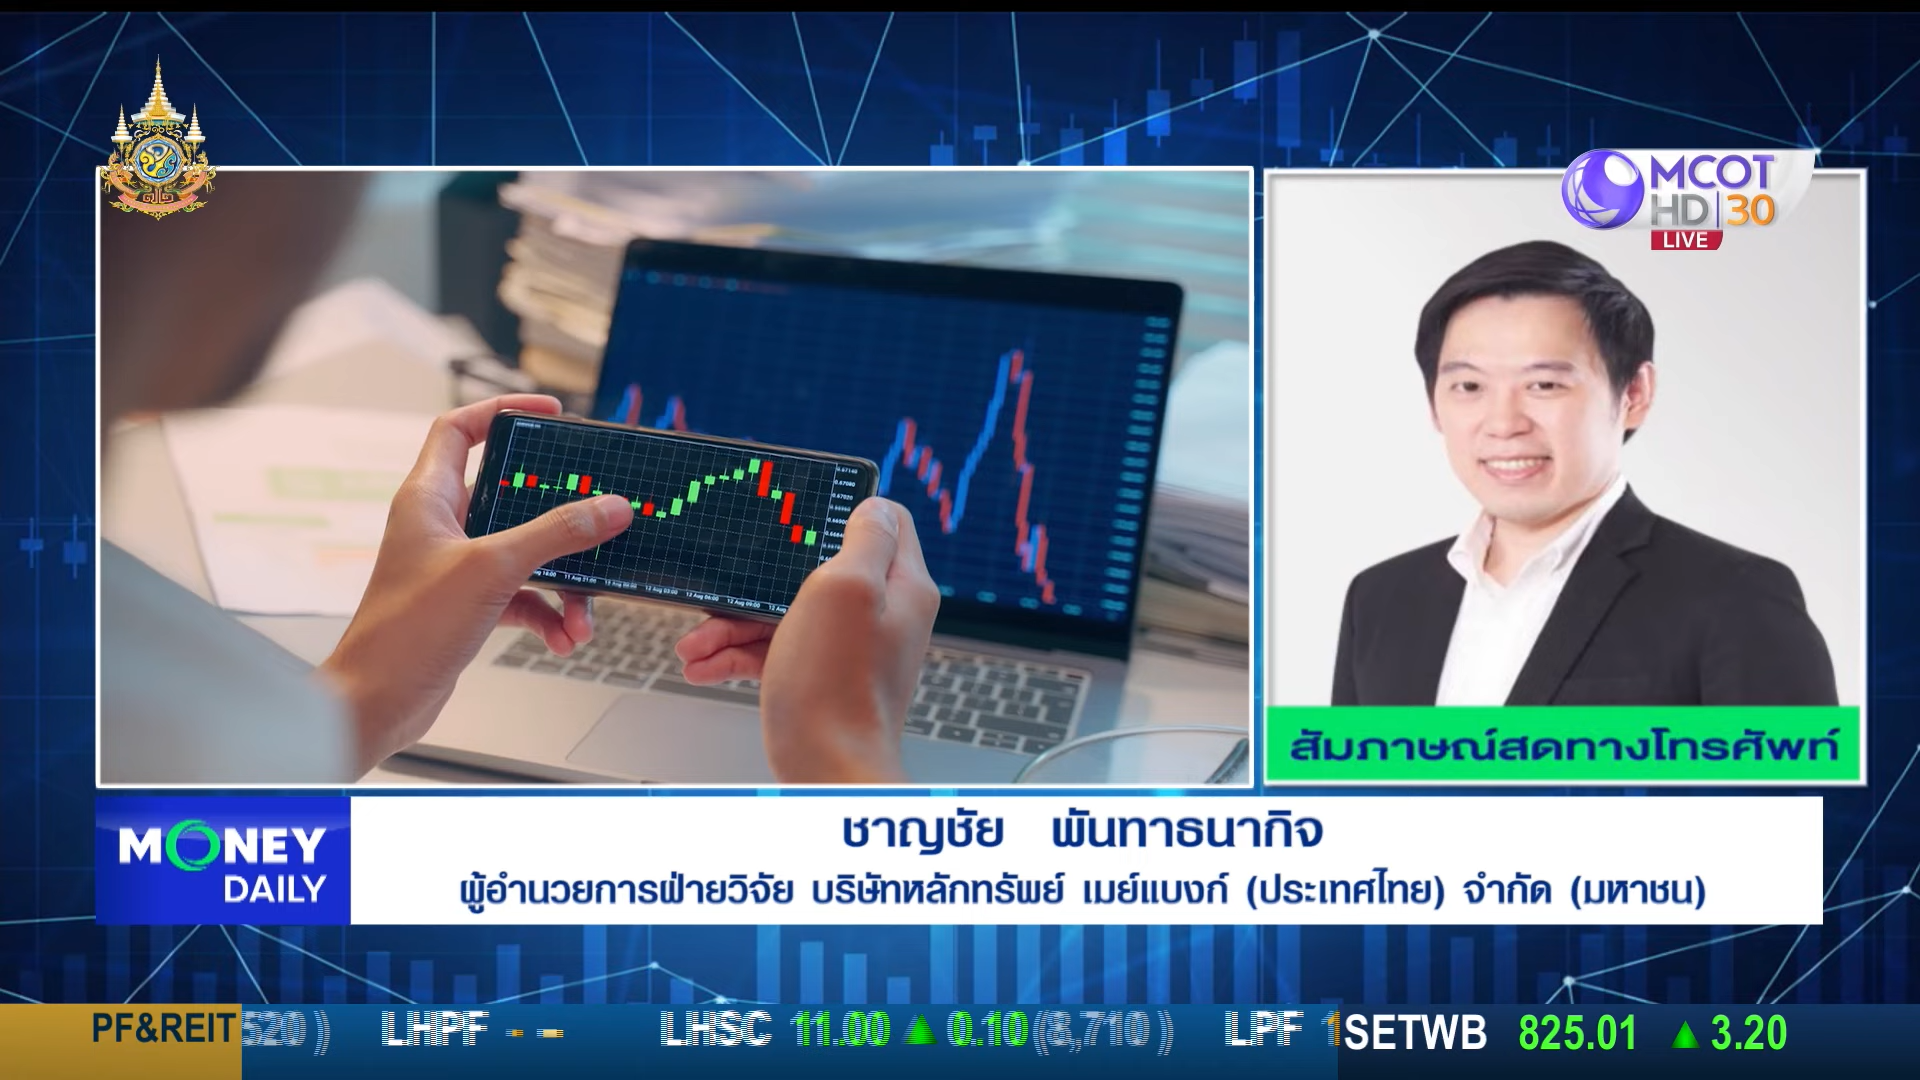 MCOT
HD 30
LIVE
สัมภาษณ์สดทางโทรศัพท์
MONEY
DAILY
ชาญชัย พันทาธนากิจ
ผู้อำนวยการฝ่ายวิจัย บริษัทหลักทรัพย์ เมย์แบงก์ (ประเทศไทย) จำกัด (มหาชน)
PF&REIT 520) LHPF - -- LHSC 11.00 ▲ 0.10 (8,710) LPF SETWB 825.01 ▲ 3.20